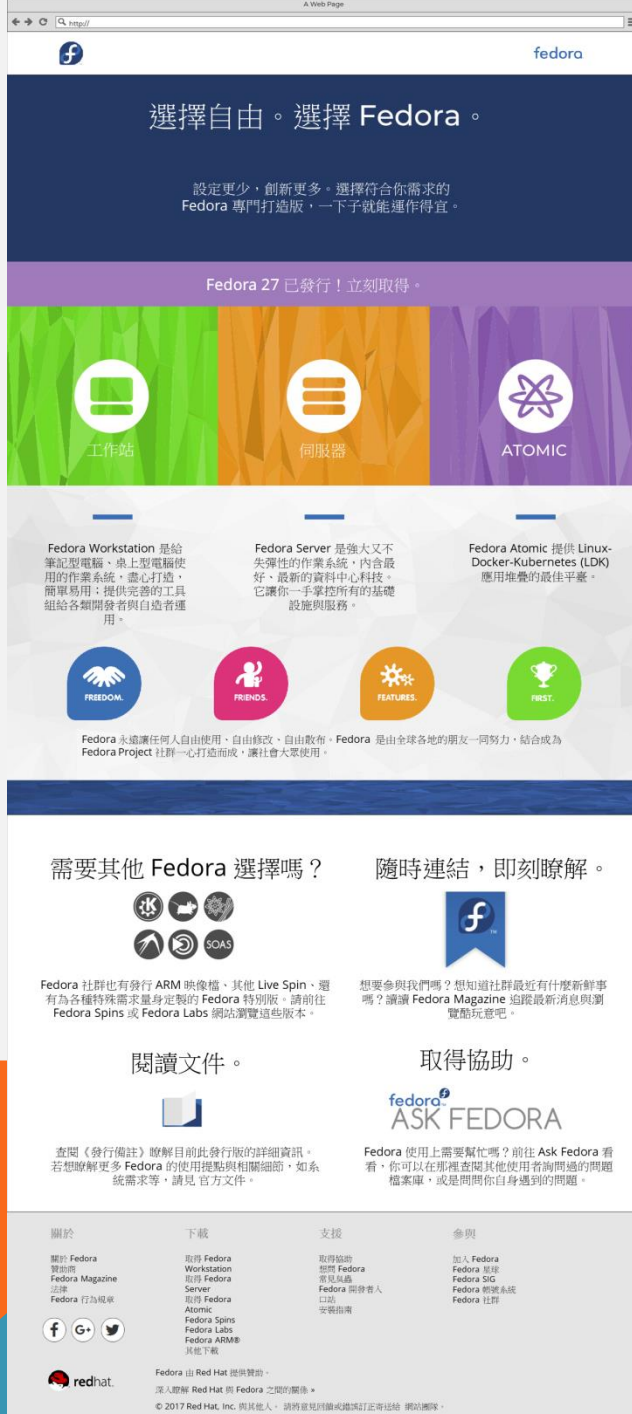 A Web Page
http://
fedora
選擇自由。選擇 Fedora。
設定更少，創新更多。選擇符合你需求的
Fedora 專門打造版，一下子就能運作得宜。
Fedora 27 已發行！立刻取得。
工作站
伺服器
ATOMIC
Fedora Workstation 是給
筆記型電腦、桌上型電腦使
用的作業系統，盡心打造，
簡單易用；提供完善的工具
組給各類開發者與自造者運
用。
Fedora Server 是強大又不
失彈性的作業系統，內含最
好、最新的資料中心科技。
它讓你一手掌控所有的基礎
設施與服務。
Fedora Atomic 提供 Linux-
Docker-Kubernetes (LDK)
應用堆疊的最佳平臺。
FREEDOM.
FRIENDS.
FEATURES.
FIRST.
Fedora 永遠讓任何人自由使用、自由修改、自由散布。Fedora 是由全球各地的朋友一同努力，結合成為
Fedora Project 社群一心打造而成，讓社會大眾使用。
需要其他 Fedora 選擇嗎？
SOAS
Fedora 社群也有發行 ARM 映像檔、其他 Live Spin、還
有為各種特殊需求量身定製的 Fedora 特別版。請前往
Fedora Spins 或 Fedora Labs 網站瀏覽這些版本。
隨時連結，即刻瞭解。
TM
想要參與我們嗎？想知道社群最近有什麼新鮮事
嗎？讀讀 Fedora Magazine 追蹤最新消息與瀏
覽酷玩意吧。
閱讀文件。
查閱《發行備註》瞭解目前此發行版的詳細資訊。
若想瞭解更多 Fedora 的使用提點與相關細節，如系
統需求等，請見 官方文件。
取得協助。
fedora
ASK FEDORA
Fedora 使用上需要幫忙嗎？前往 Ask Fedora 看
看，你可以在那裡查閱其他使用者詢問過的問題
檔案庫，或是問問你自身遇到的問題。
關於
關於 Fedora
贊助商
Fedora Magazine
法律
Fedora 行為規章
下載
取得 Fedora
Workstation
取得 Fedora
Server
取得 Fedora
Atomic
Fedora Spins
Fedora Labs
Fedora ARM®
其他下載
支援
取得協助
想問 Fedora
常見臭蟲
Fedora 開發者入
口站
安裝指南
參與
加入 Fedora
Fedora 星球
Fedora SIG
Fedora 帳號系統
Fedora 社群
f
G+
redhat.
Fedora 由 Red Hat 提供贊助。
深入瞭解 Red Hat 與 Fedora 之間的關係 »
© 2017 Red Hat, Inc. 與其他人。 請將意見回饋或錯誤訂正寄送給 網站團隊。